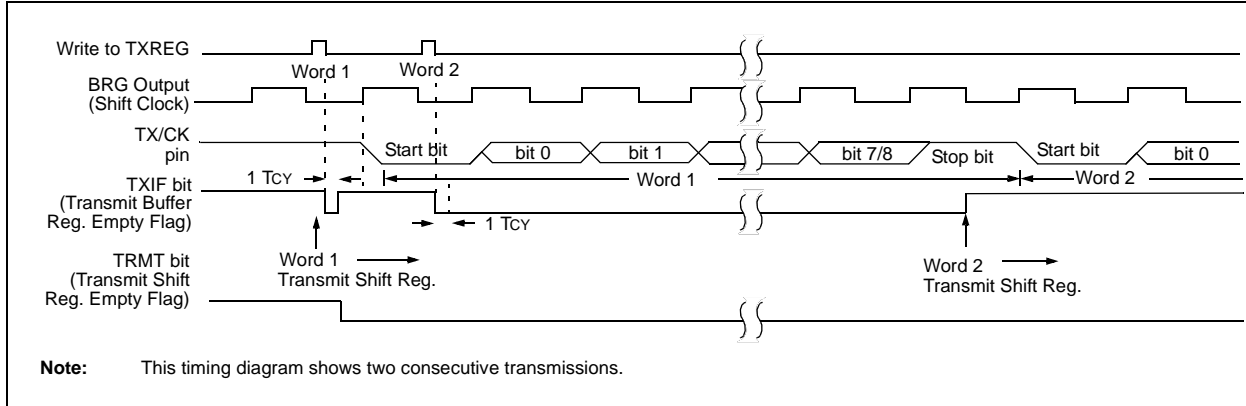 Write to TXREG
Word 1
Word 2
BRG Output
(Shift Clock)
TX/CK
pin
Start bit
bit 0
bit 1
bit 7/8
Stop bit
Start bit
bit 0
1 TCY
Word 1
Word 2
TXIF bit
(Transmit Buffer
Reg. Empty Flag)
1 TCY
Word 1
Transmit Shift Reg.
Word 2
Transmit Shift Reg.
TRMT bit
(Transmit Shift
Reg. Empty Flag)
Note: This timing diagram shows two consecutive transmissions.